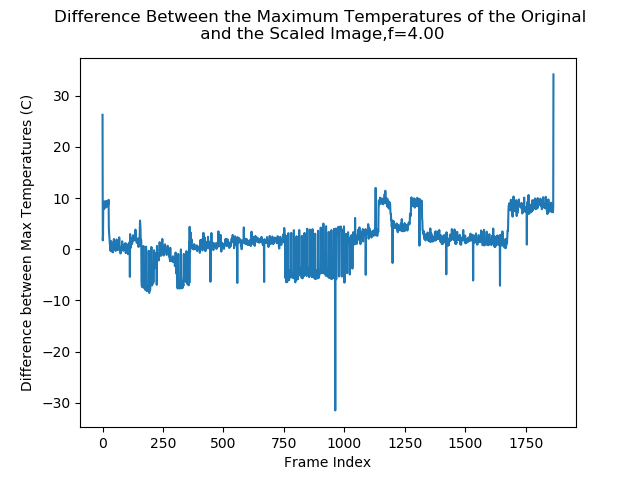 Difference Between the Maximum Temperatures of the Original
and the Scaled Image,f=4.00
Difference between Max Temperatures (C)
30
20
10
0
−10
−20
−30
0 250 500 750 1000 1250 1500 1750
Frame Index